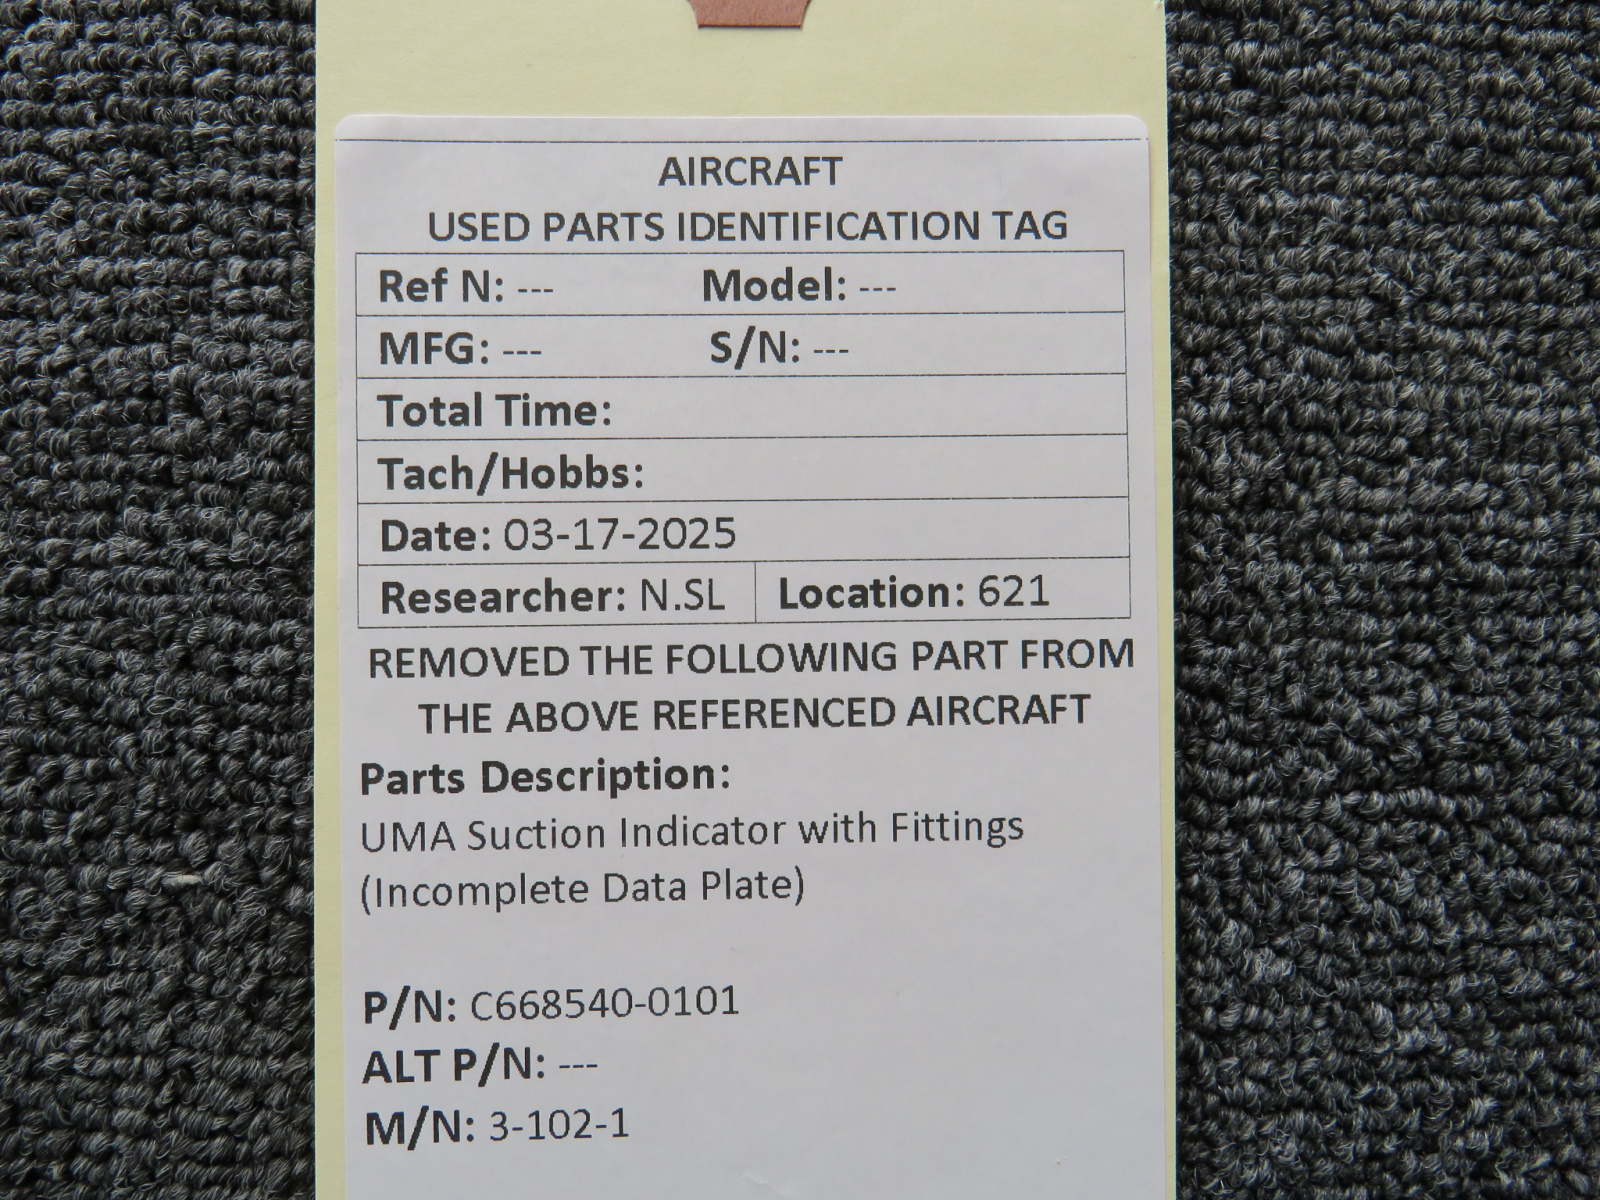 AIRCRAFT
USED PARTS IDENTIFICATION TAG
Ref N: --- Model: ---
MFG: --- S/N: ---
Total Time:
Tach/Hobbs:
Date: 03-17-2025
Researcher: N.SL Location: 621
REMOVED THE FOLLOWING PART FROM
THE ABOVE REFERENCED AIRCRAFT
Parts Description:
UMA Suction Indicator with Fittings
(Incomplete Data Plate)
P/N: C668540-0101
ALT P/N: ---
M/N: 3-102-1